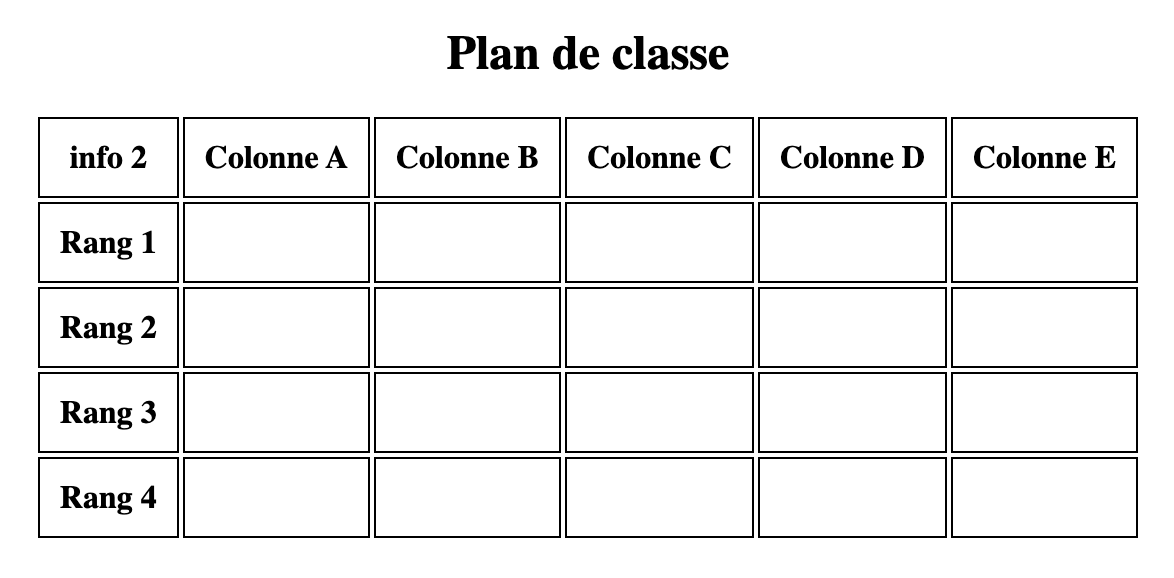 Plan de classe
info 2 Colonne A Colonne B Colonne C Colonne D Colonne E
Rang 1
Rang 2
Rang 3
Rang 4